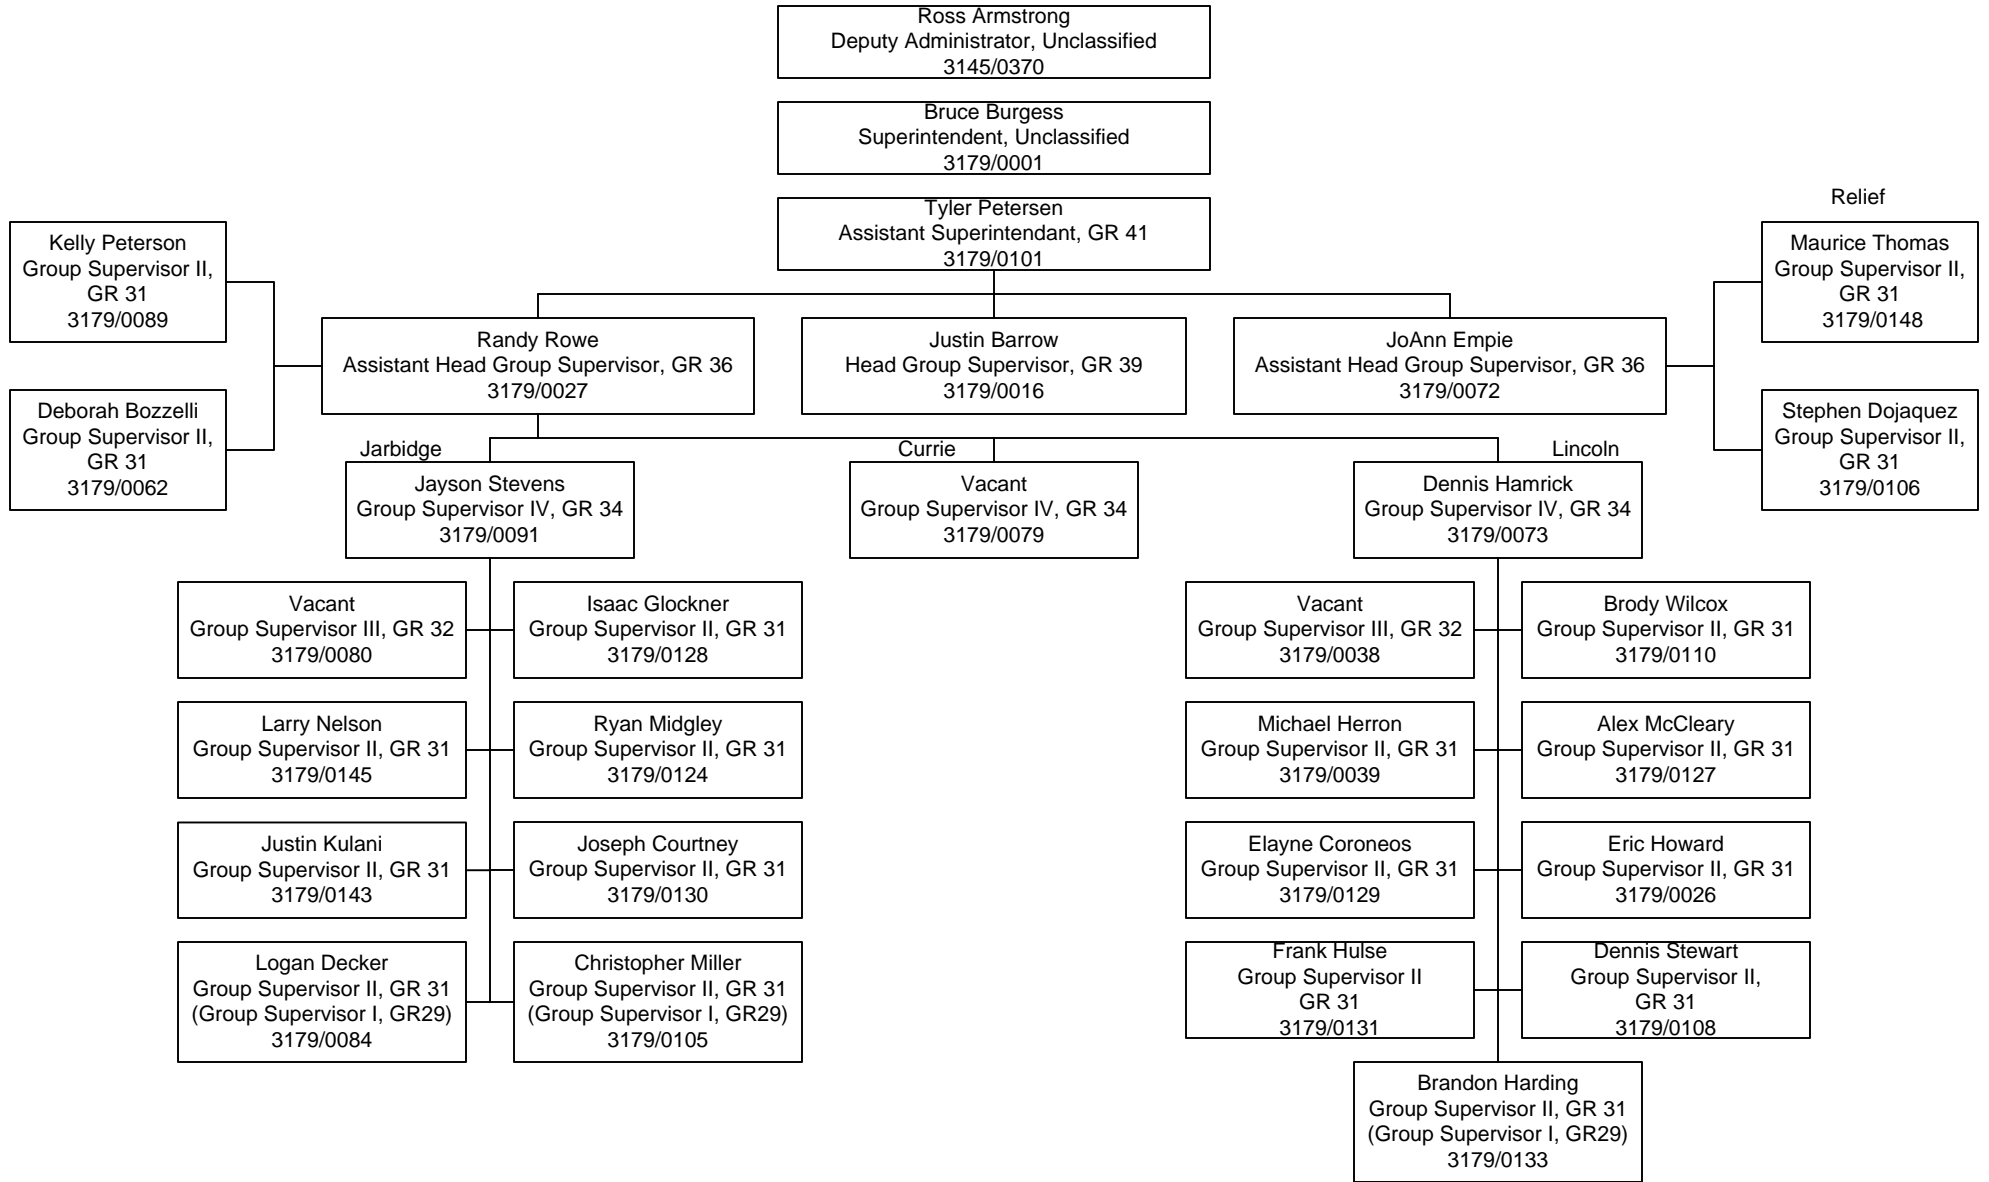 Ross Armstrong
Deputy Administrator, Unclassified
3145/0370
Bruce Burgess
Superintendent, Unclassified
3179/0001
Tyler Petersen
Assistant Superintendant, GR 41
3179/0101
Relief
Kelly Peterson
Group Supervisor II,
GR 31
3179/0089
Maurice Thomas
Group Supervisor II,
GR 31
3179/0148
Randy Rowe
Assistant Head Group Supervisor, GR 36
3179/0027
Justin Barrow
Head Group Supervisor, GR 39
3179/0016
JoAnn Empie
Assistant Head Group Supervisor, GR 36
3179/0072
Deborah Bozzelli
Group Supervisor II,
GR 31
3179/0062
Stephen Dojaquez
Group Supervisor II,
GR 31
3179/0106
Jarbidge
Currie
Lincoln
Jayson Stevens
Group Supervisor IV, GR 34
3179/0091
Vacant
Group Supervisor IV, GR 34
3179/0079
Dennis Hamrick
Group Supervisor IV, GR 34
3179/0073
Vacant
Group Supervisor III, GR 32
3179/0080
Isaac Glockner
Group Supervisor II, GR 31
3179/0128
Vacant
Group Supervisor III, GR 32
3179/0038
Brody Wilcox
Group Supervisor II, GR 31
3179/0110
Larry Nelson
Group Supervisor II, GR 31
3179/0145
Ryan Midgley
Group Supervisor II, GR 31
3179/0124
Michael Herron
Group Supervisor II, GR 31
3179/0039
Alex McCleary
Group Supervisor II, GR 31
3179/0127
Justin Kulani
Group Supervisor II, GR 31
3179/0143
Joseph Courtney
Group Supervisor II, GR 31
3179/0130
Elayne Coroneos
Group Supervisor II, GR 31
3179/0129
Eric Howard
Group Supervisor II, GR 31
3179/0026
Logan Decker
Group Supervisor II, GR 31
(Group Supervisor I, GR29)
3179/0084
Christopher Miller
Group Supervisor II, GR 31
(Group Supervisor I, GR29)
3179/0105
Frank Hulse
Group Supervisor II
GR 31
3179/0131
Dennis Stewart
Group Supervisor II,
GR 31
3179/0108
Brandon Harding
Group Supervisor II, GR 31
(Group Supervisor I, GR29)
3179/0133